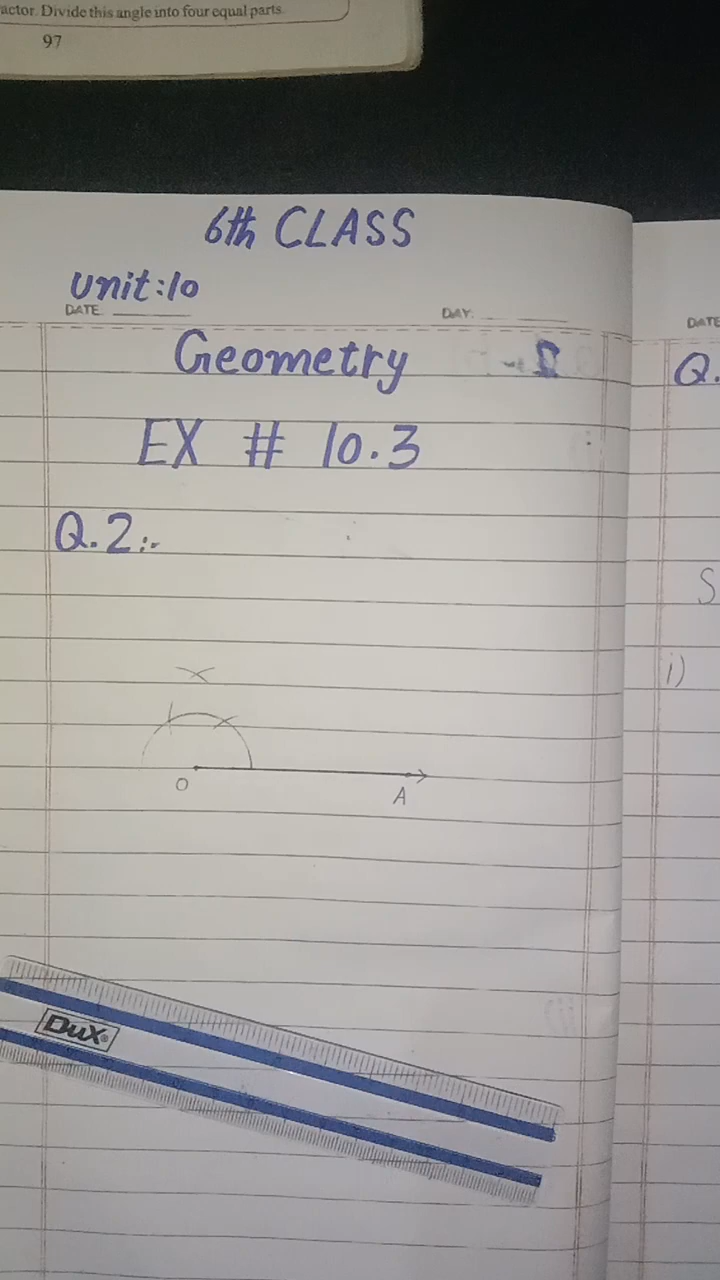 actor. Divide this angle into four equal parts.
97
6th CLASS
Unit:10
DATE
DAY:
DATE
Geometry
Q.
EX # 10.3
Q.2:-
S
i)
O
A
DUX